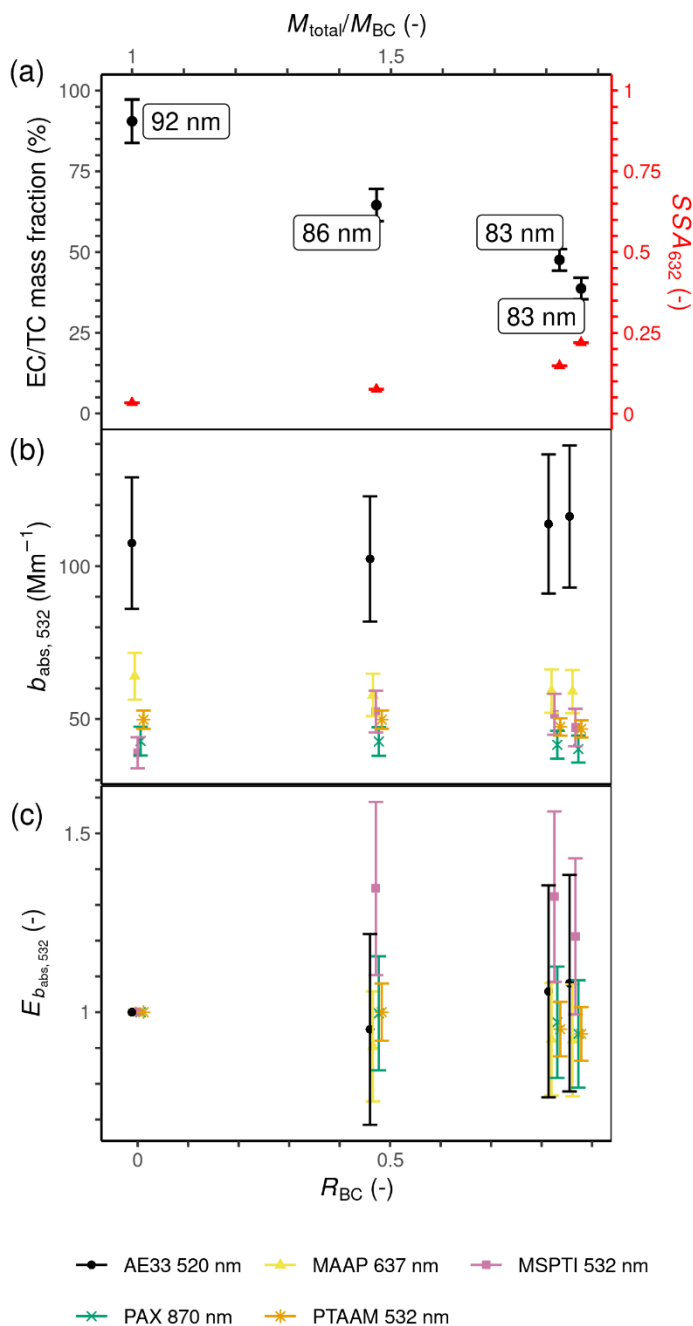 M_total/M_BC (-)
1 1.5
(a)
EC/TC mass fraction (%)
100
75
50
25
0
92 nm
86 nm
83 nm
83 nm
1
0.75
0.5
0.25
0
SSA_632 (-)
(b)
b_abs, 532 (Mm⁻¹)
100
50
(c)
E_b_abs, 532 (-)
1.5
1
0 0.5
R_BC (-)
AE33 520 nm MAAP 637 nm MSPTI 532 nm
PAX 870 nm PTAAM 532 nm